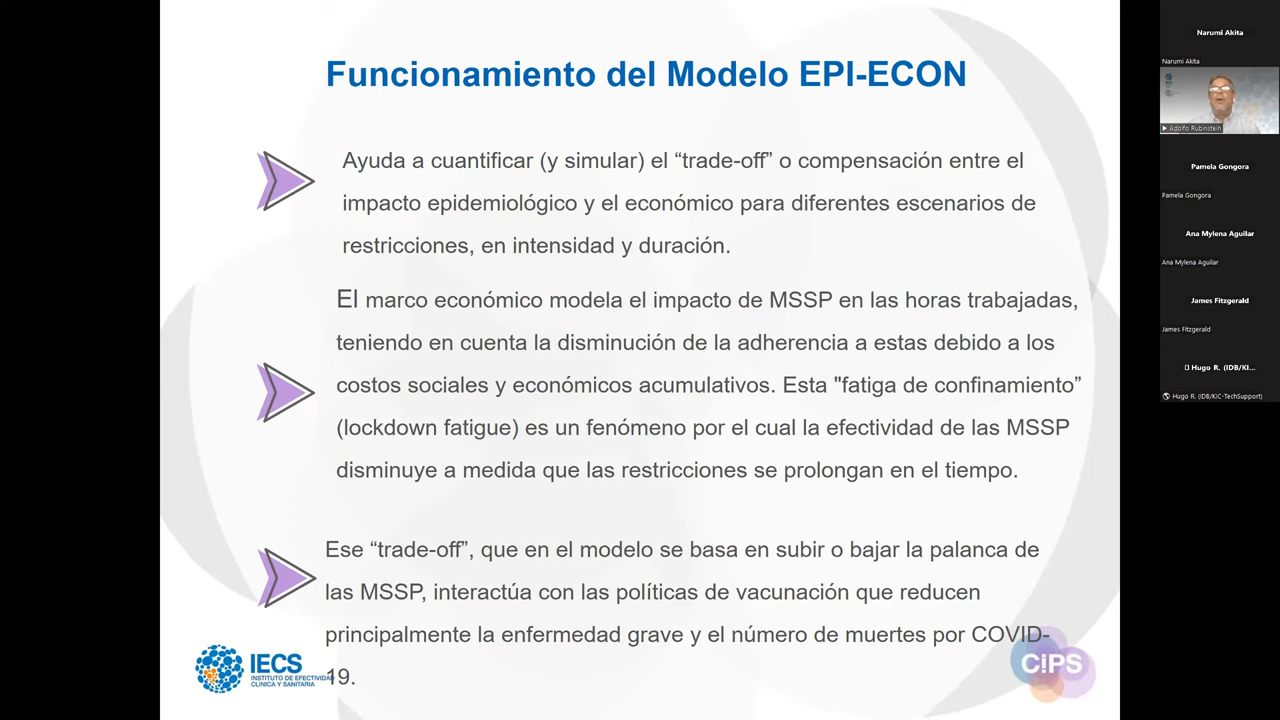 Funcionamiento del Modelo EPI-ECON
Ayuda a cuantificar (y simular) el “trade-off” o compensación entre el
impacto epidemiológico y el económico para diferentes escenarios de
restricciones, en intensidad y duración.
El marco económico modela el impacto de MSSP en las horas trabajadas,
teniendo en cuenta la disminución de la adherencia a estas debido a los
costos sociales y económicos acumulativos. Esta "fatiga de confinamiento”
(lockdown fatigue) es un fenómeno por el cual la efectividad de las MSSP
disminuye a medida que las restricciones se prolongan en el tiempo.
Ese “trade-off”, que en el modelo se basa en subir o bajar la palanca de
las MSSP, interactúa con las políticas de vacunación que reducen
principalmente la enfermedad grave y el número de muertes por COVID-
19.
IECS
INSTITUTO DE EFECTIVIDAD
CLINICA Y SANITARIA
CiPS
Narumi Akita
Narumi Akita
Adolfo Rubinstein
Pamela Gongora
Pamela Gongora
Ana Mylena Aguilar
Ana Mylena Aguilar
James Fitzgerald
James Fitzgerald
Hugo R. (IDB/KI...
Hugo R. (IDB/KIC-TechSupport)